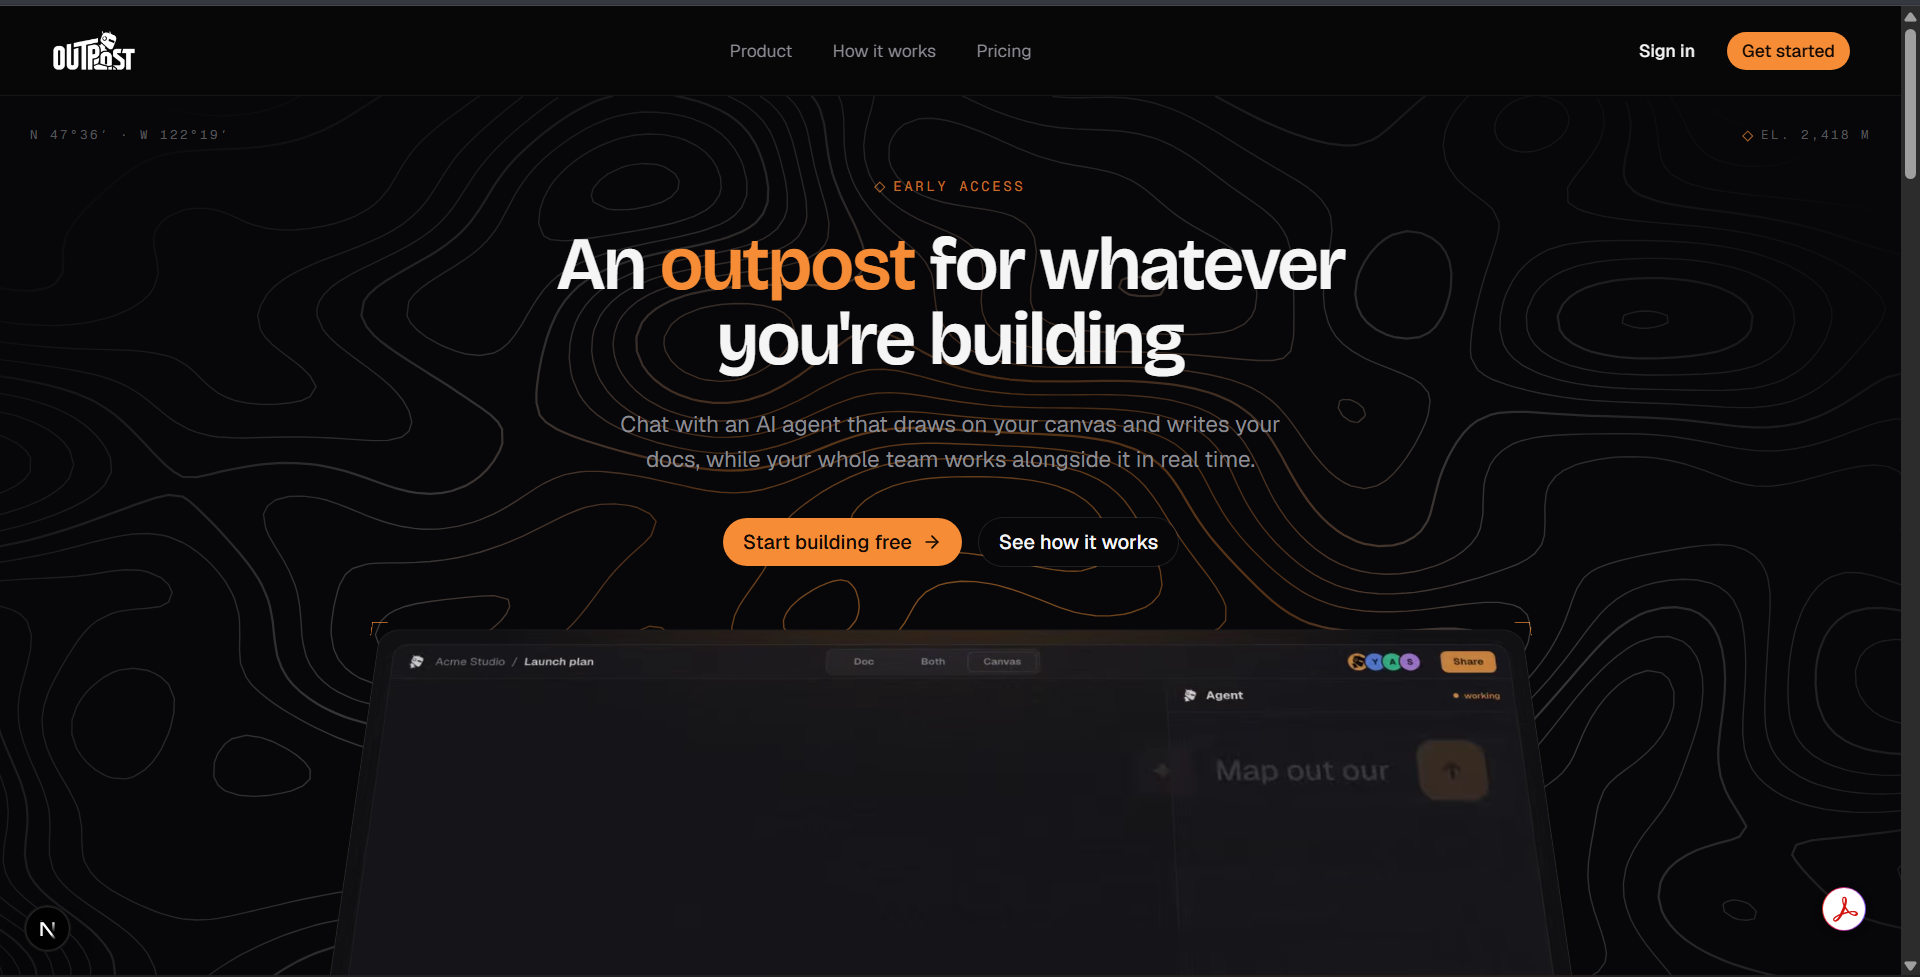 OUTPOST
Product
How it works
Pricing
Sign in
Get started
N 47°36′ · W 122°19′
EL. 2,418 M
EARLY ACCESS
An outpost for whatever
you're building
Chat with an AI agent that draws on your canvas and writes your
docs, while your whole team works alongside it in real time.
Start building free →
See how it works
Acme Studio / Launch plan
Doc
Both
Canvas
Y
A
S
Share
Agent
working
Map out our
N